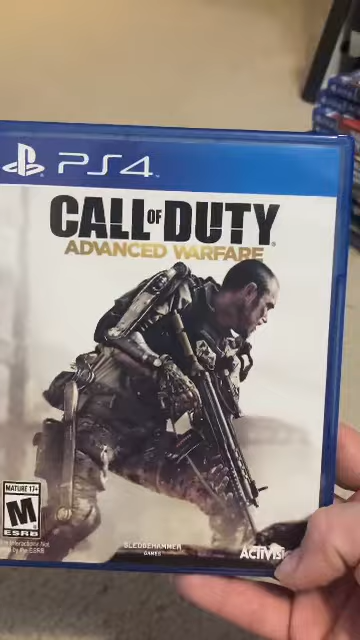 PS4
CALL OF DUTY
ADVANCED WARFARE
MATURE 17+
M
ESRB
SLEDGEHAMMER
GAMES